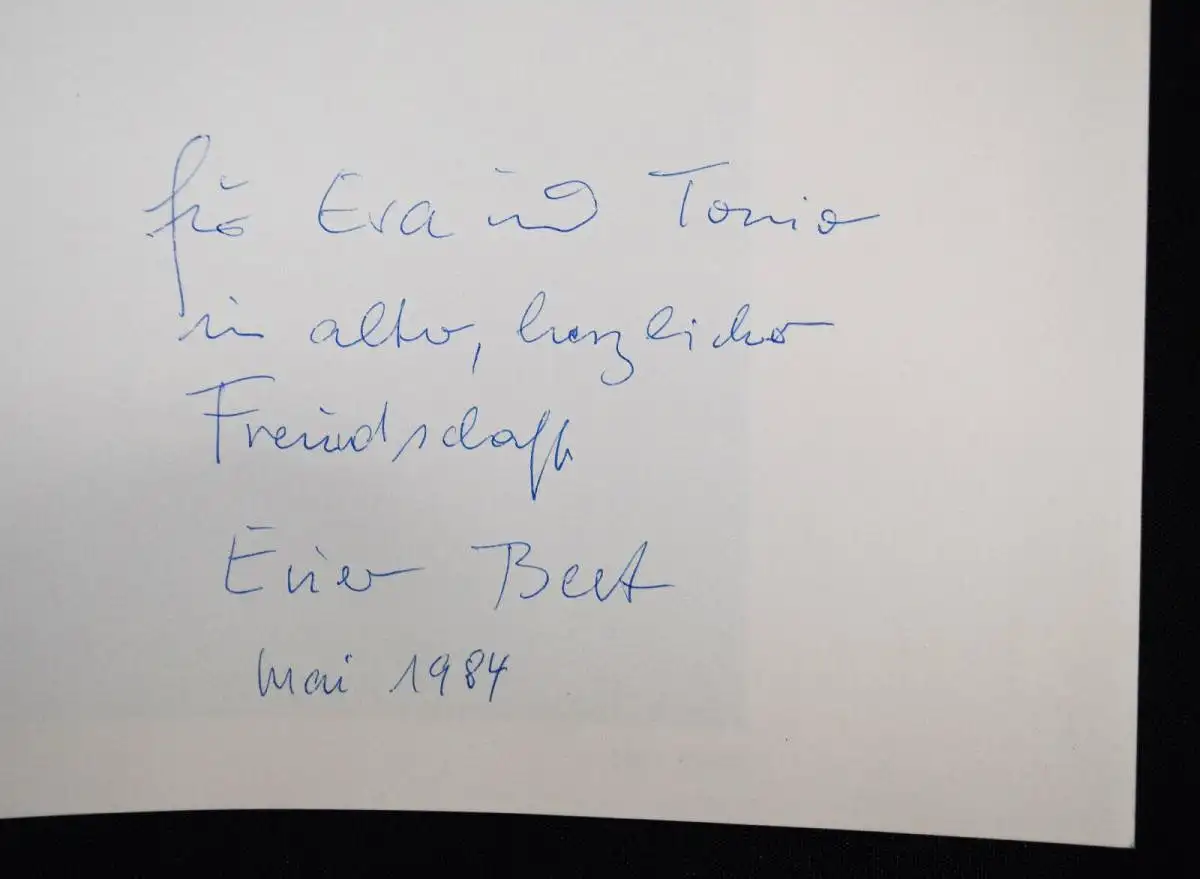 für Eva und Tonio
in alter, herzlicher
Freundschaft
Euer Bert
Mai 1984